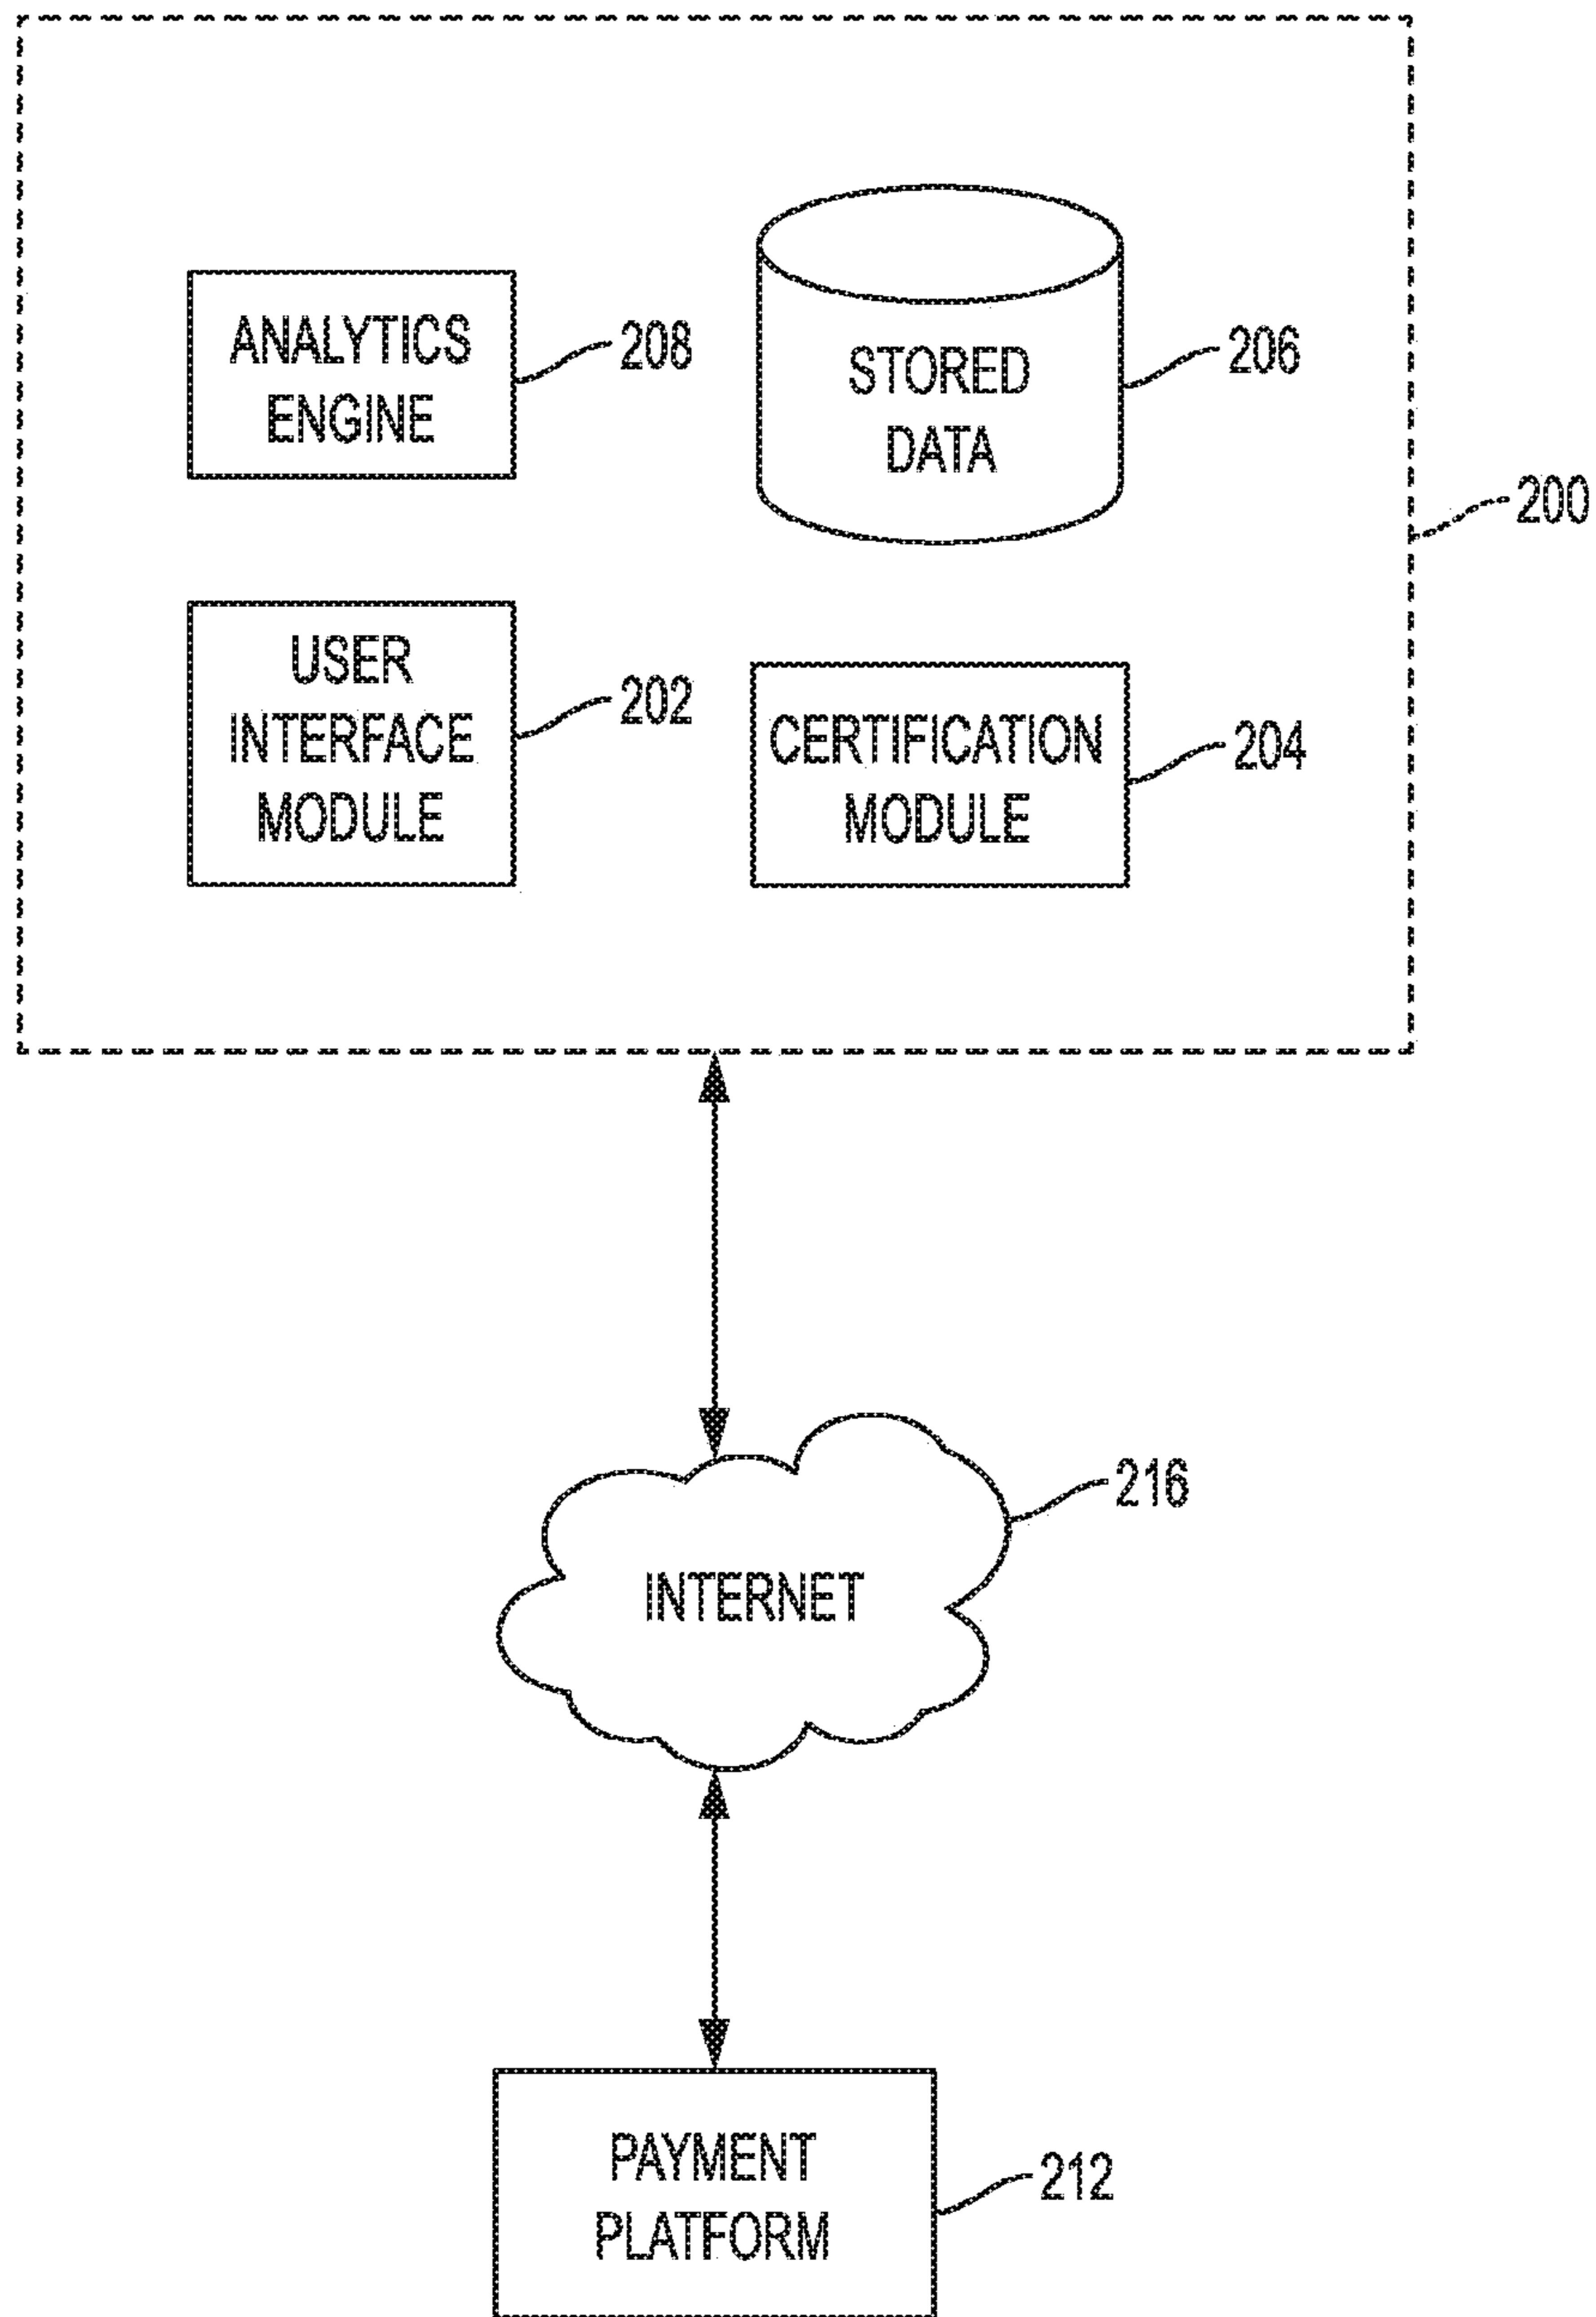 ANALYTICS
ENGINE
208
STORED
DATA
206
200
USER
INTERFACE
MODULE
202
CERTIFICATION
MODULE
204
INTERNET
216
PAYMENT
PLATFORM
212